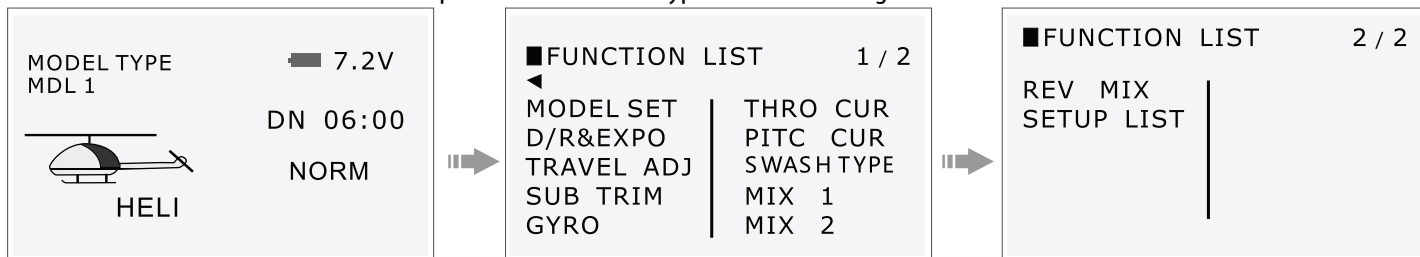 MODEL TYPE
MDL 1
7.2V
DN 06:00
NORM
HELI
■FUNCTION LIST 1/2
◀
MODEL SET
D/R&EXPO
TRAVEL ADJ
SUB TRIM
GYRO
THRO CUR
PITC CUR
SWASH TYPE
MIX 1
MIX 2
■FUNCTION LIST 2/2
REV MIX
SETUP LIST